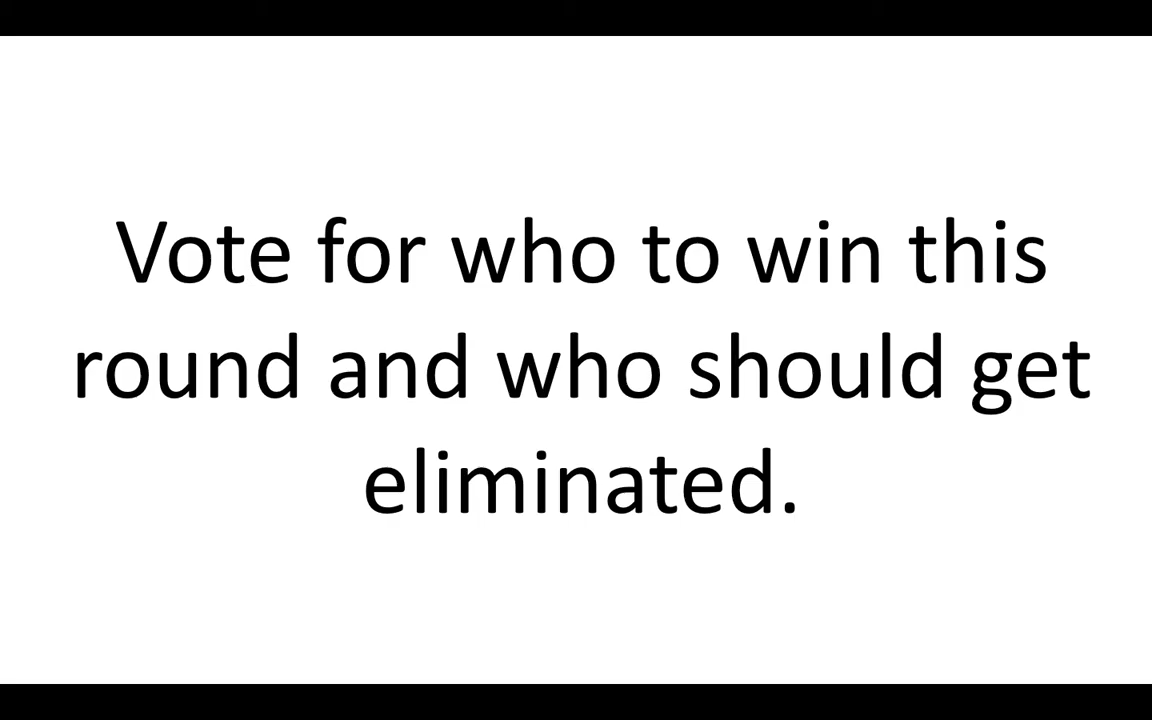 Vote for who to win this
round and who should get
eliminated.